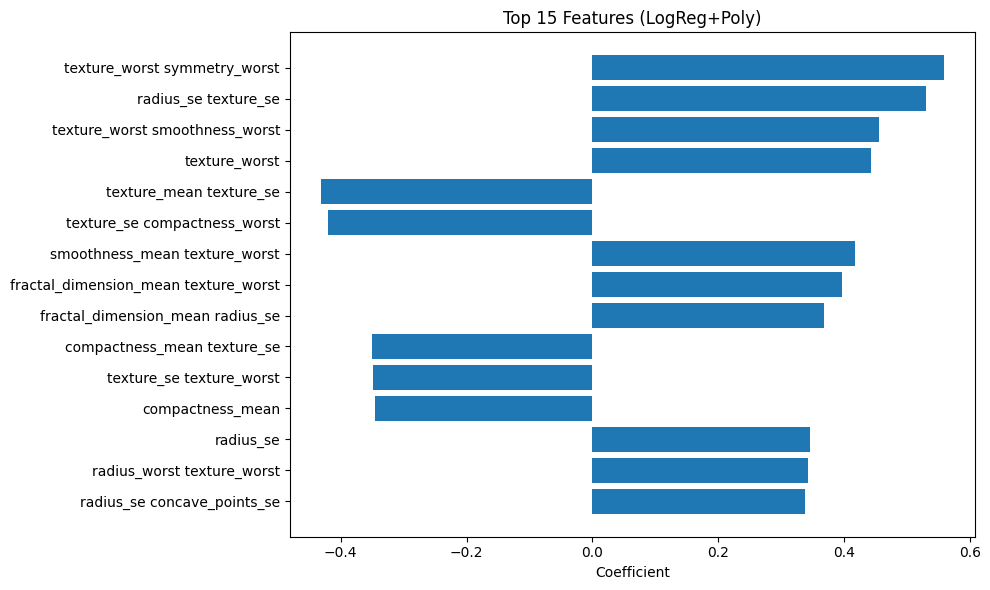 Top 15 Features (LogReg+Poly)
texture_worst symmetry_worst
radius_se texture_se
texture_worst smoothness_worst
texture_worst
texture_mean texture_se
texture_se compactness_worst
smoothness_mean texture_worst
fractal_dimension_mean texture_worst
fractal_dimension_mean radius_se
compactness_mean texture_se
texture_se texture_worst
compactness_mean
radius_se
radius_worst texture_worst
radius_se concave_points_se
−0.4 −0.2 0.0 0.2 0.4 0.6
Coefficient